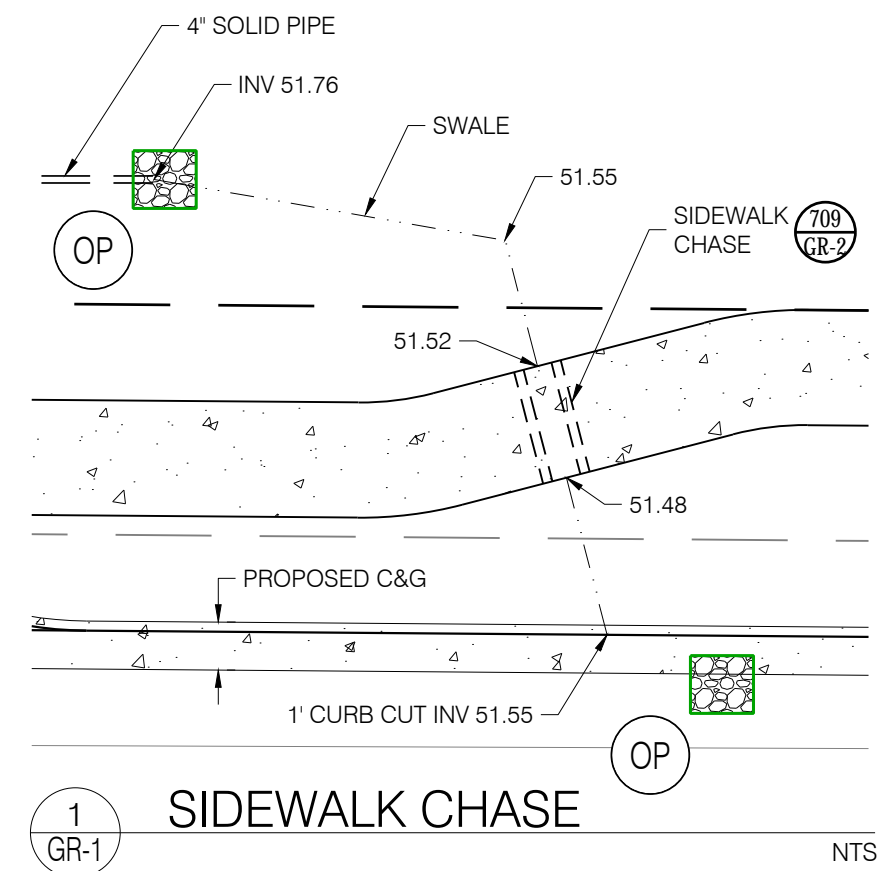 4" SOLID PIPE
INV 51.76
SWALE
51.55
SIDEWALK
CHASE
709
GR-2
OP
51.52
51.48
PROPOSED C&G
1' CURB CUT INV 51.55
OP
1
GR-1
SIDEWALK CHASE
NTS